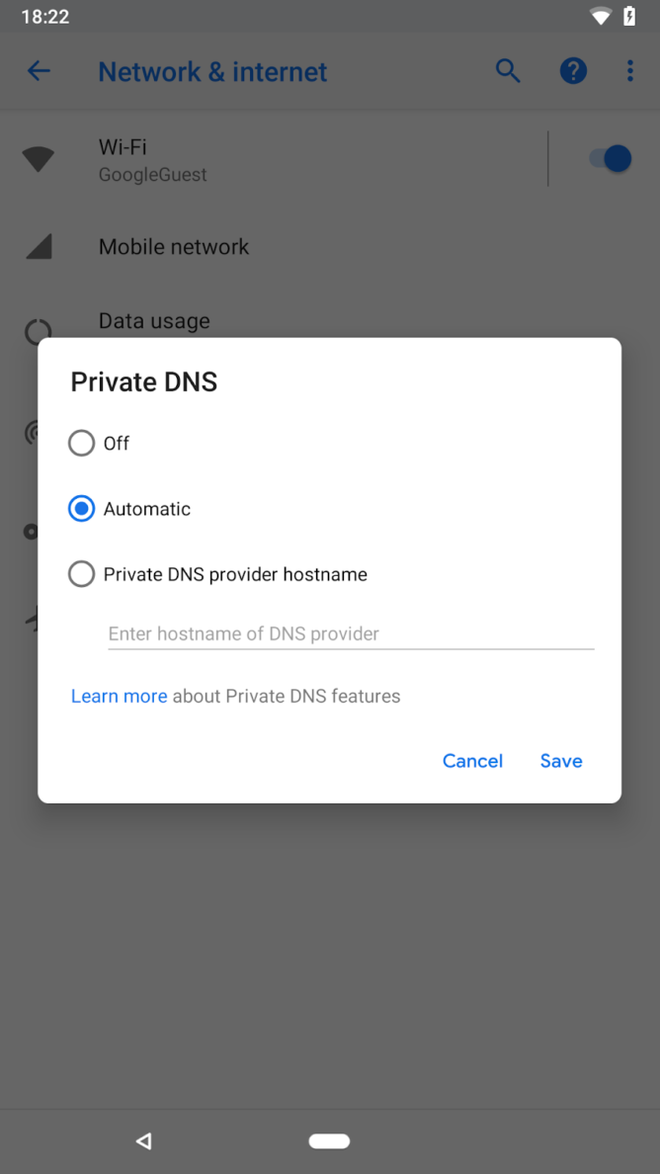 18:22
Network & internet
Wi-Fi
GoogleGuest
Mobile network
Data usage
Private DNS
Off
Automatic
Private DNS provider hostname
Enter hostname of DNS provider
Learn more about Private DNS features
Cancel Save